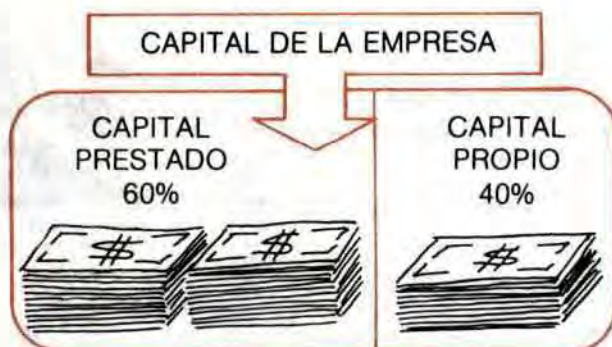 CAPITAL DE LA EMPRESA
CAPITAL
PRESTADO
60%
CAPITAL
PROPIO
40%
$
$
$